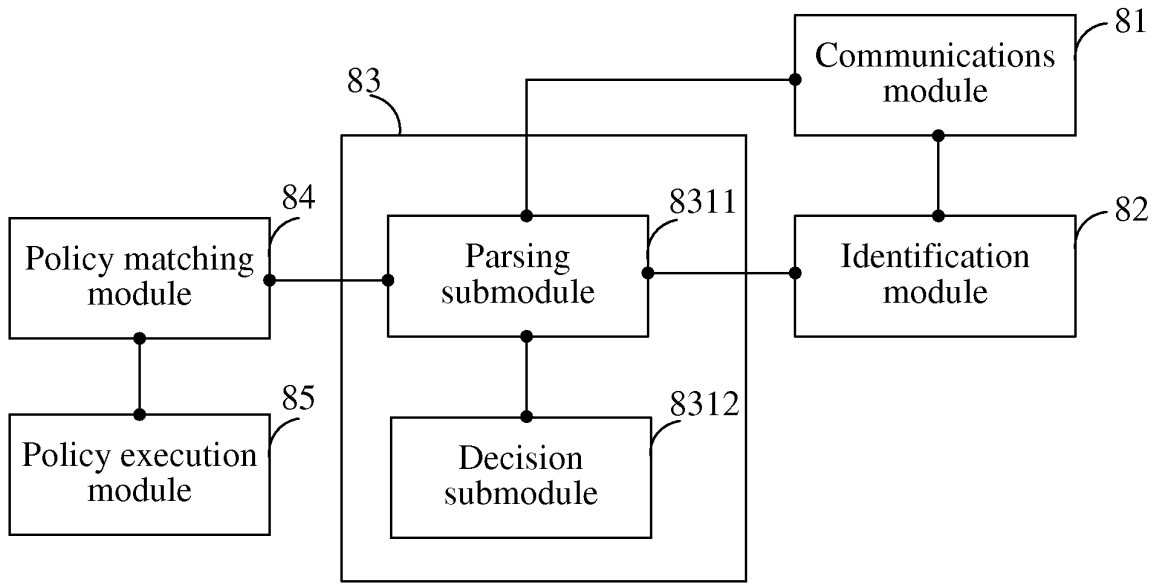 81
Communications
module
83
84
Policy matching
module
8311
Parsing
submodule
82
Identification
module
85
Policy execution
module
8312
Decision
submodule